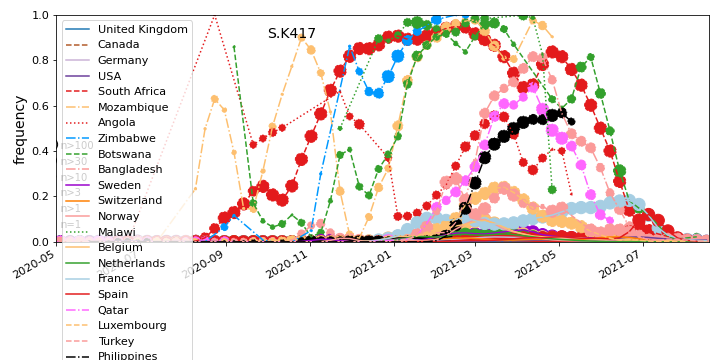 S.K417
frequency
1.0
0.8
0.6
0.4
0.2
0.0
United Kingdom
Canada
Germany
USA
South Africa
Mozambique
Angola
Zimbabwe
Botswana
Bangladesh
Sweden
Switzerland
Norway
Malawi
Belgium
Netherlands
France
Spain
Qatar
Luxembourg
Turkey
Philippines
n>100
n>30
n>10
n>3
n>1
n=1
2020-05
2020-09
2020-11
2021-01
2021-03
2021-05
2021-07